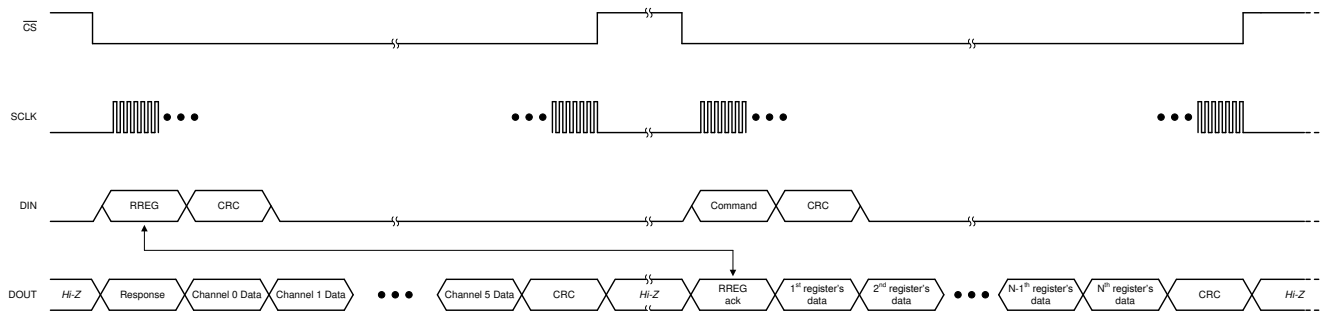 CS
SCLK
DIN
RREG
CRC
Command
CRC
DOUT
Hi-Z
Response
Channel 0 Data
Channel 1 Data
Channel 5 Data
CRC
Hi-Z
RREG
ack
1st register's
data
2nd register's
data
N-1th register's
data
Nth register's
data
CRC
Hi-Z